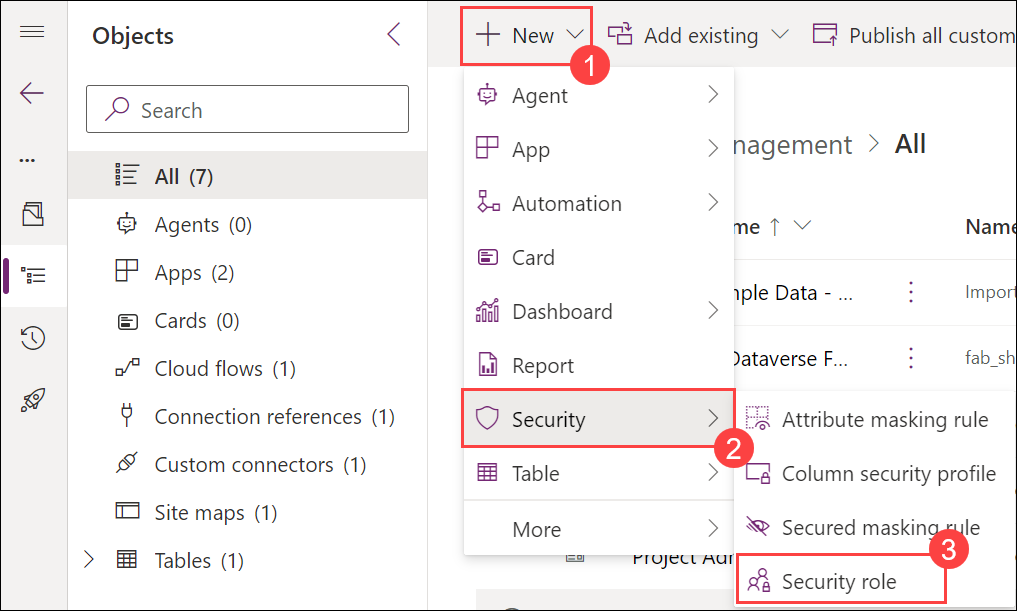 Objects
Search
All (7)
Agents (0)
Apps (2)
Cards (0)
Cloud flows (1)
Connection references (1)
Custom connectors (1)
Site maps (1)
Tables (1)
New
1
Add existing
Publish all custom
Agent
App
Automation
Card
Dashboard
Report
Security
2
Table
More
nagement > All
me ↑
Name
nple Data - ...
Import
Dataverse F...
fab_sh
Attribute masking rule
Column security profile
Secured masking rule
3
Security role
Project Adm